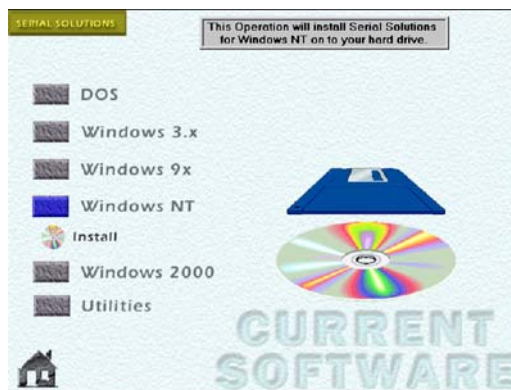 SERIAL SOLUTIONS
This Operation will install Serial Solutions
for Windows NT on to your hard drive.
DOS
Windows 3.x
Windows 9x
Windows NT
Install
Windows 2000
Utilities
CURRENT
SOFTWARE